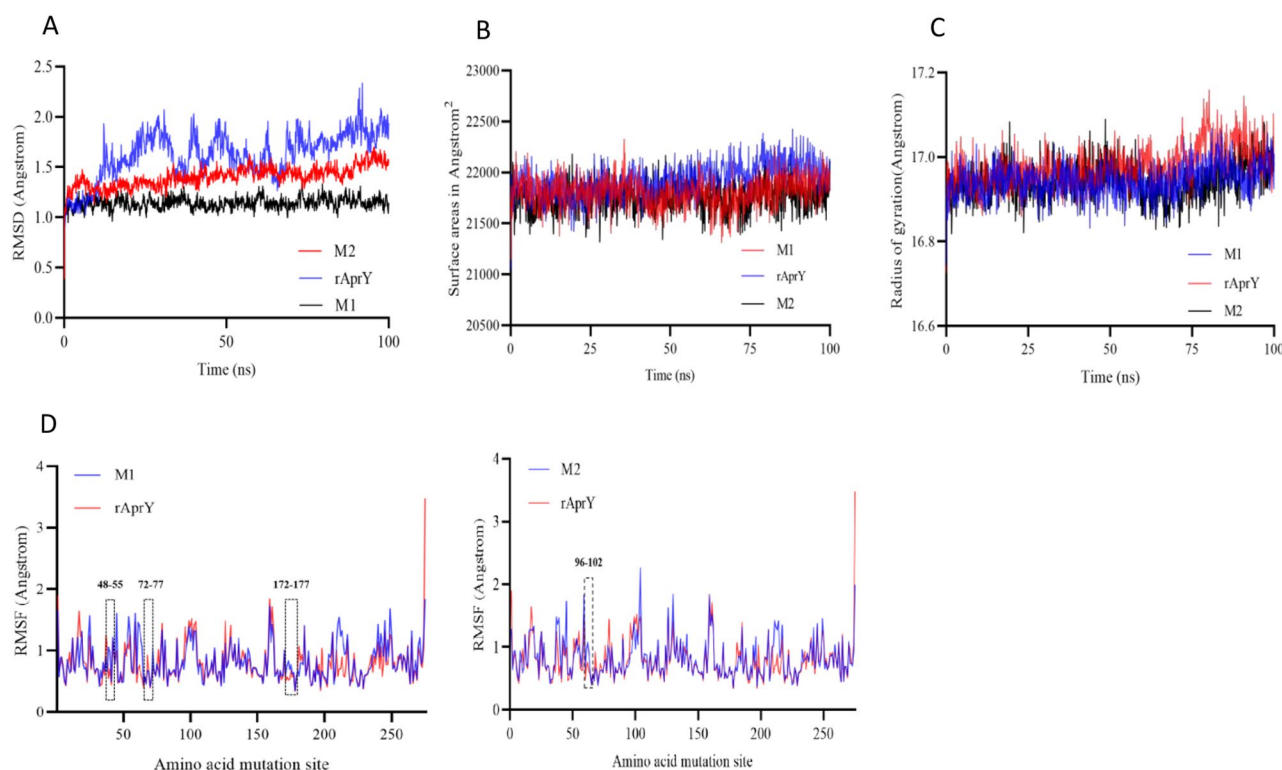 A
2.5
2.0
1.5
1.0
0.5
0.0
RMSD (Angstrom)
0
50
100
Time (ns)
M2
rAprY
M1
B
23000
22500
22000
21500
21000
20500
Surface areas in Angstrom²
0
25
50
75
100
Time (ns)
M1
rAprY
M2
C
17.2
17.0
16.8
16.6
Radius of gyration(Angstrom)
0
25
50
75
100
Time (ns)
M1
rAprY
M2
D
M1
rAprY
4
3
2
1
0
RMSF (Angstrom)
48-55
72-77
172-177
50
100
150
200
250
Amino acid mutation site
M2
rAprY
4
3
2
1
0
RMSF (Angstrom)
96-102
0
50
100
150
200
250
Amino acid mutation site